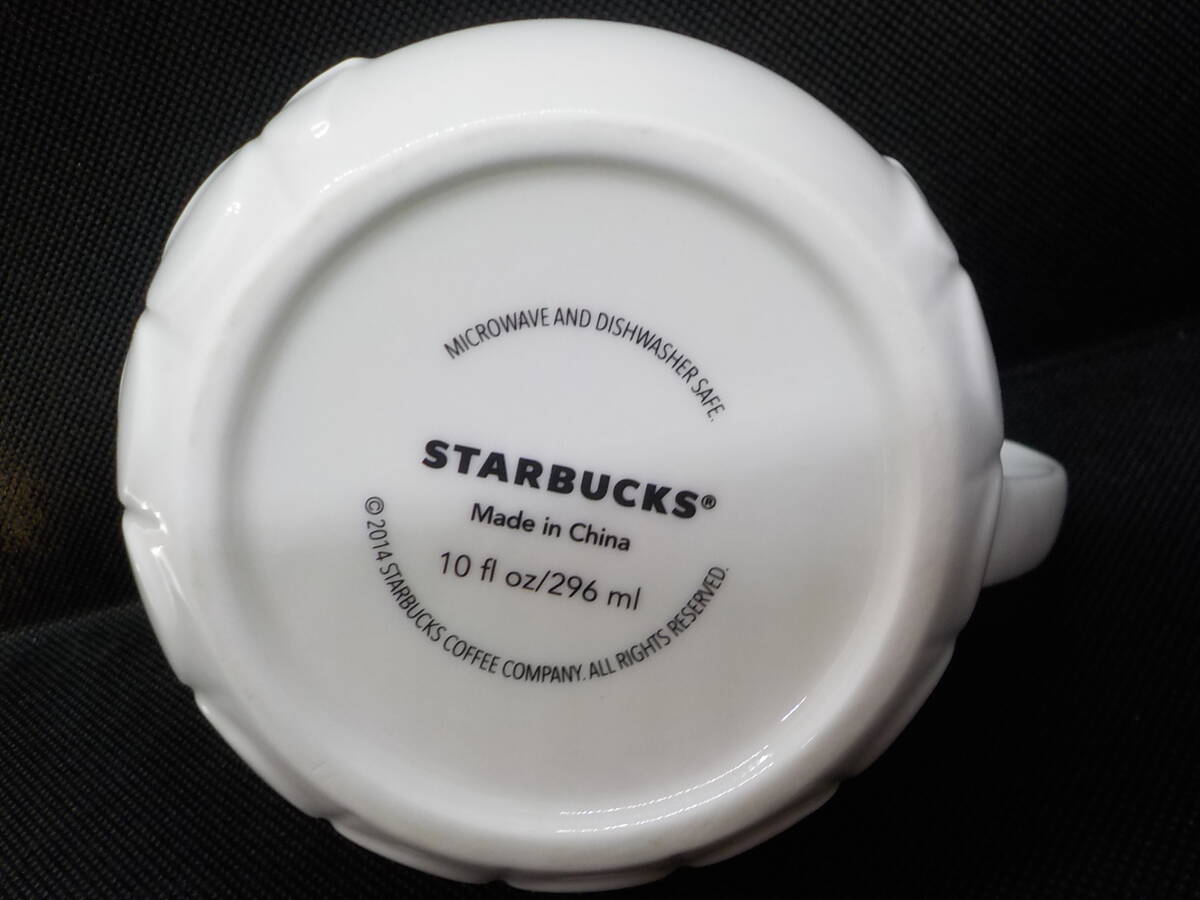 MICROWAVE AND DISHWASHER SAFE.
STARBUCKS®
Made in China
10 fl oz/296 ml
© 2014 STARBUCKS COFFEE COMPANY. ALL RIGHTS RESERVED.